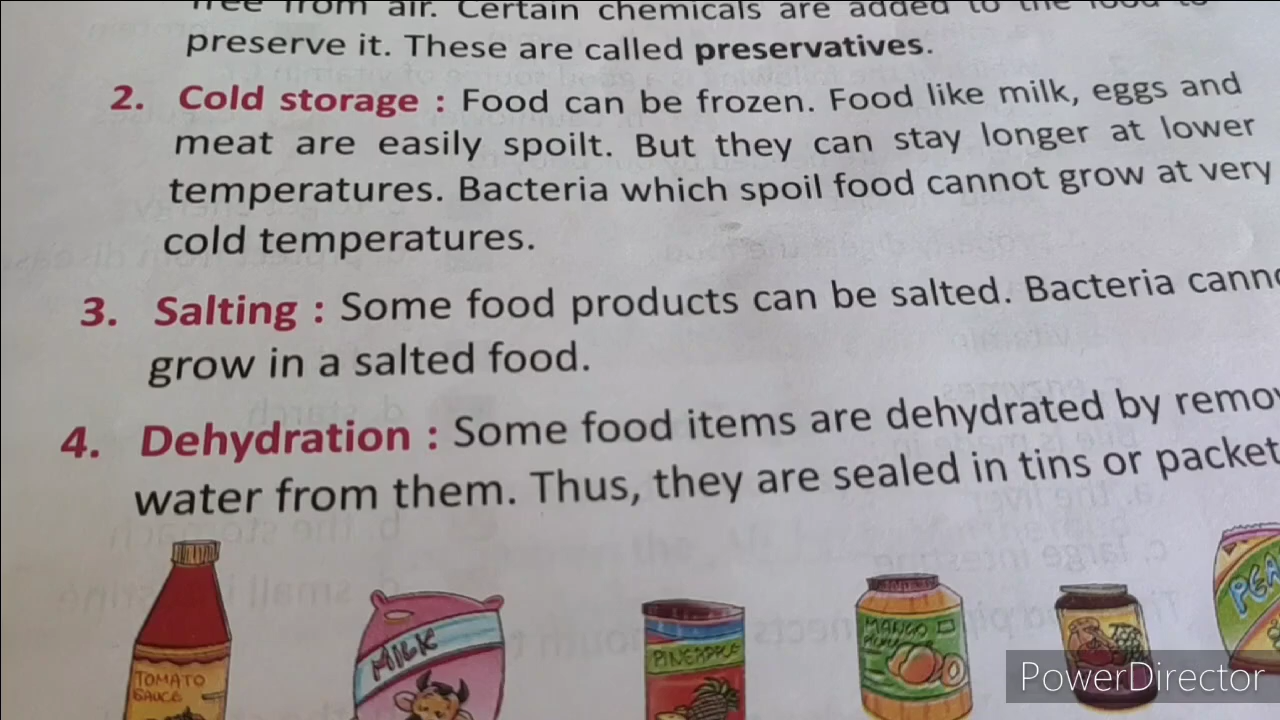 free from air. Certain chemicals are added to the food to
preserve it. These are called preservatives.
2. Cold storage : Food can be frozen. Food like milk, eggs and
meat are easily spoilt. But they can stay longer at lower
temperatures. Bacteria which spoil food cannot grow at very
cold temperatures.
3. Salting : Some food products can be salted. Bacteria canno
grow in a salted food.
4. Dehydration : Some food items are dehydrated by remov
water from them. Thus, they are sealed in tins or packet
TOMATO
SAUCE
MILK
PINEAPPLE
MANGO
PEA
PowerDirector